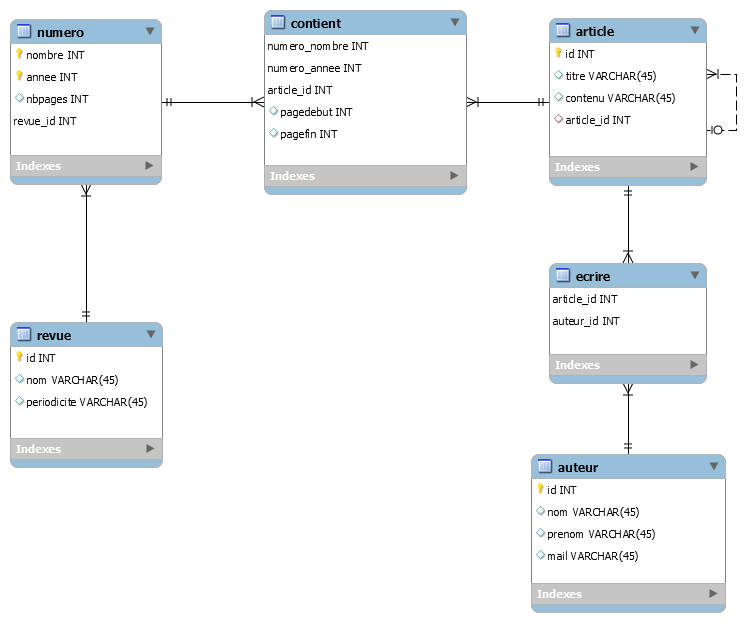 numero
nombre INT
annee INT
nbpages INT
revue_id INT
Indexes
contient
numero_nombre INT
numero_annee INT
article_id INT
pagedebut INT
pagefin INT
Indexes
article
id INT
titre VARCHAR(45)
contenu VARCHAR(45)
article_id INT
Indexes
revue
id INT
nom VARCHAR(45)
periodicite VARCHAR(45)
Indexes
ecrire
article_id INT
auteur_id INT
Indexes
auteur
id INT
nom VARCHAR(45)
prenom VARCHAR(45)
mail VARCHAR(45)
Indexes